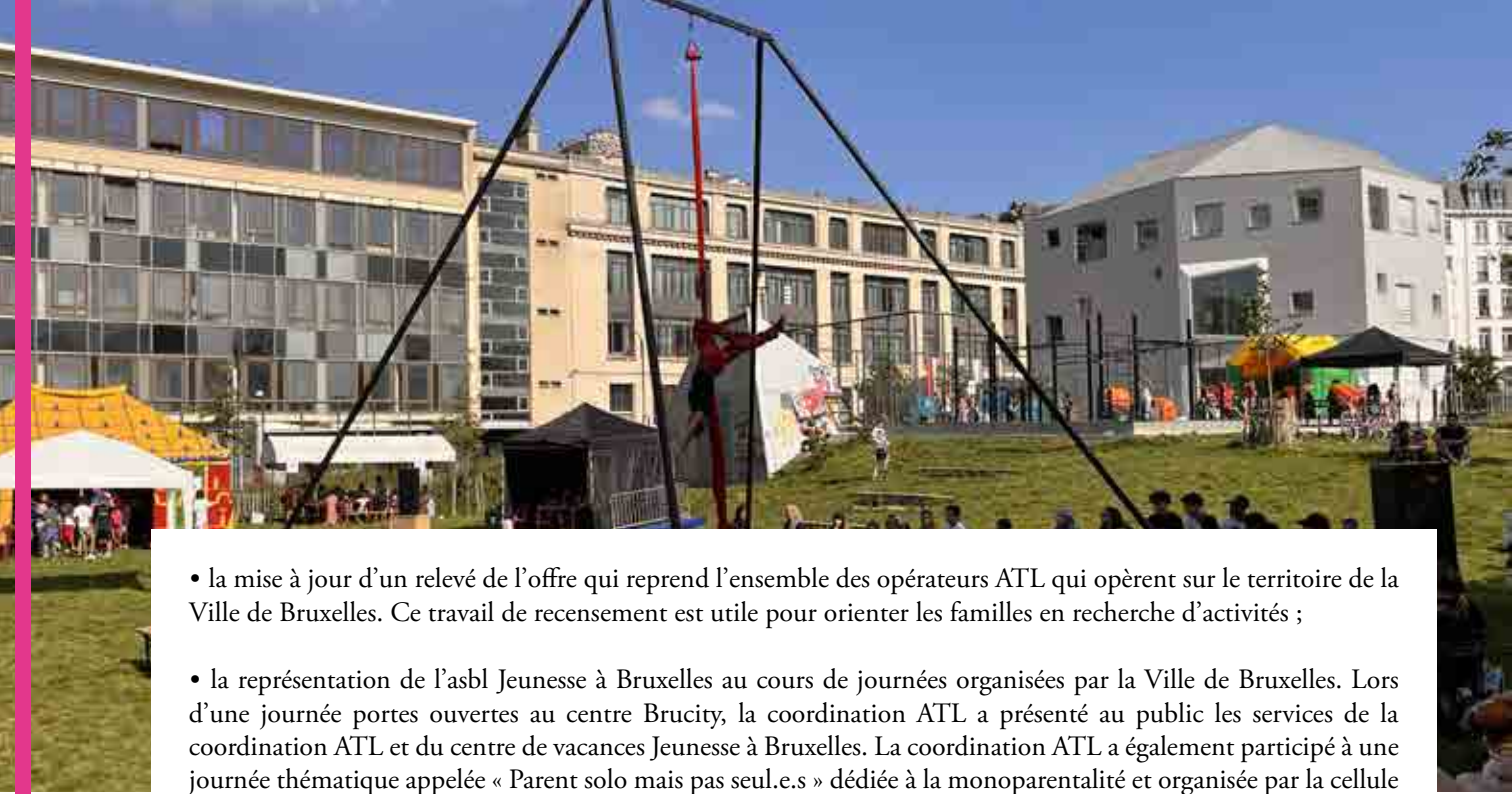 • la mise à jour d’un relevé de l’offre qui reprend l’ensemble des opérateurs ATL qui opèrent sur le territoire de la
Ville de Bruxelles. Ce travail de recensement est utile pour orienter les familles en recherche d’activités ;
• la représentation de l’asbl Jeunesse à Bruxelles au cours de journées organisées par la Ville de Bruxelles. Lors
d’une journée portes ouvertes au centre Brucity, la coordination ATL a présenté au public les services de la
coordination ATL et du centre de vacances Jeunesse à Bruxelles. La coordination ATL a également participé à une
journée thématique appelée « Parent solo mais pas seul.e.s » dédiée à la monoparentalité et organisée par la cellule